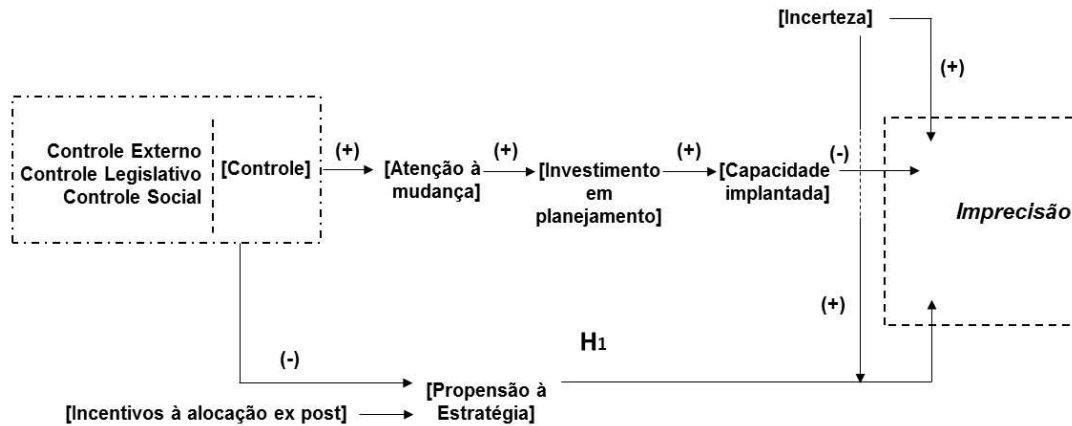 [Incerteza]
(+)
Controle Externo
Controle Legislativo
Controle Social
[Controle]
(+)
[Atenção à
mudança]
(+)
[Investimento
em
planejamento]
(+)
[Capacidade
implantada]
(-)
Imprecisão
(+)
H1
(-)
[Propensão à
Estratégia]
[Incentivos à alocação ex post]